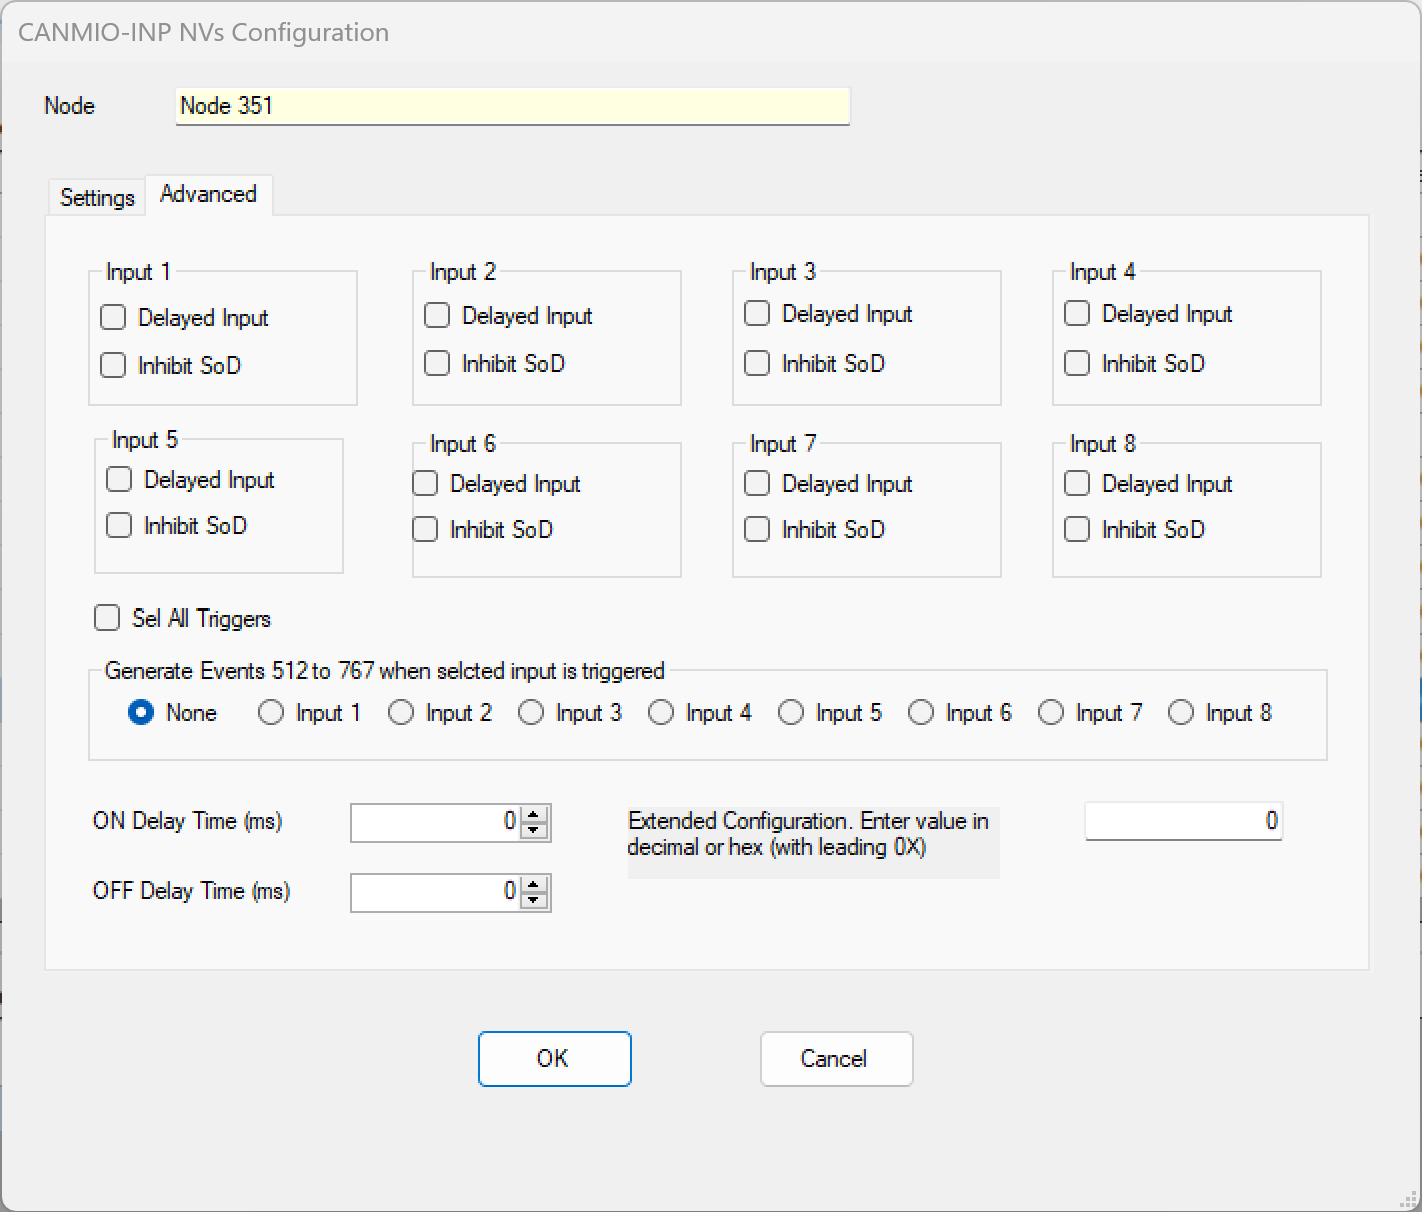 CANMIO-INP NVs Configuration
Node
Node 351
Settings
Advanced
Input 1
Input 2
Input 3
Input 4
Delayed Input
Delayed Input
Delayed Input
Delayed Input
Inhibit SoD
Inhibit SoD
Inhibit SoD
Inhibit SoD
Input 5
Input 6
Input 7
Input 8
Delayed Input
Delayed Input
Delayed Input
Delayed Input
Inhibit SoD
Inhibit SoD
Inhibit SoD
Inhibit SoD
Sel All Triggers
Generate Events 512 to 767 when selcted input is triggered
None
Input 1
Input 2
Input 3
Input 4
Input 5
Input 6
Input 7
Input 8
ON Delay Time (ms)
0
Extended Configuration. Enter value in
decimal or hex (with leading 0X)
0
OFF Delay Time (ms)
0
OK
Cancel